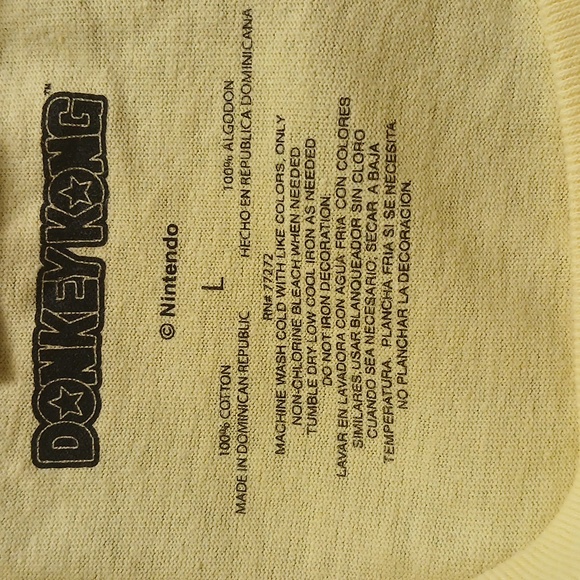 DONKEY KONG™
© Nintendo
L
100% COTTON 100% ALGODON
MADE IN DOMINICAN REPUBLIC HECHO EN REPUBLICA DOMINICANA
RN# 77272
MACHINE WASH COLD WITH LIKE COLORS, ONLY
NON-CHLORINE BLEACH WHEN NEEDED
TUMBLE DRY LOW COOL IRON AS NEEDED
DO NOT IRON DECORATION.
LAVAR EN LAVADORA CON AGUA FRIA CON COLORES
SIMILARES.USAR BLANQUEADOR SIN CLORO
CUANDO SEA NECESARIO; SECAR A BAJA
TEMPERATURA. PLANCHA FRIA SI SE NECESITA.
NO PLANCHAR LA DECORACION.